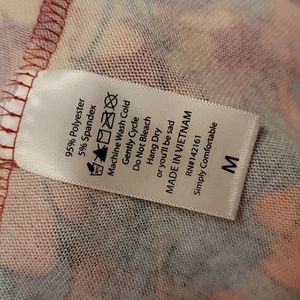 95% Polyester
5% Spandex
Machine Wash Cold
Gently Cycle
Do Not Bleach
Hang Dry
or you'll be sad
MADE IN VIETNAM
RN#142161
Simply Comfortable
M